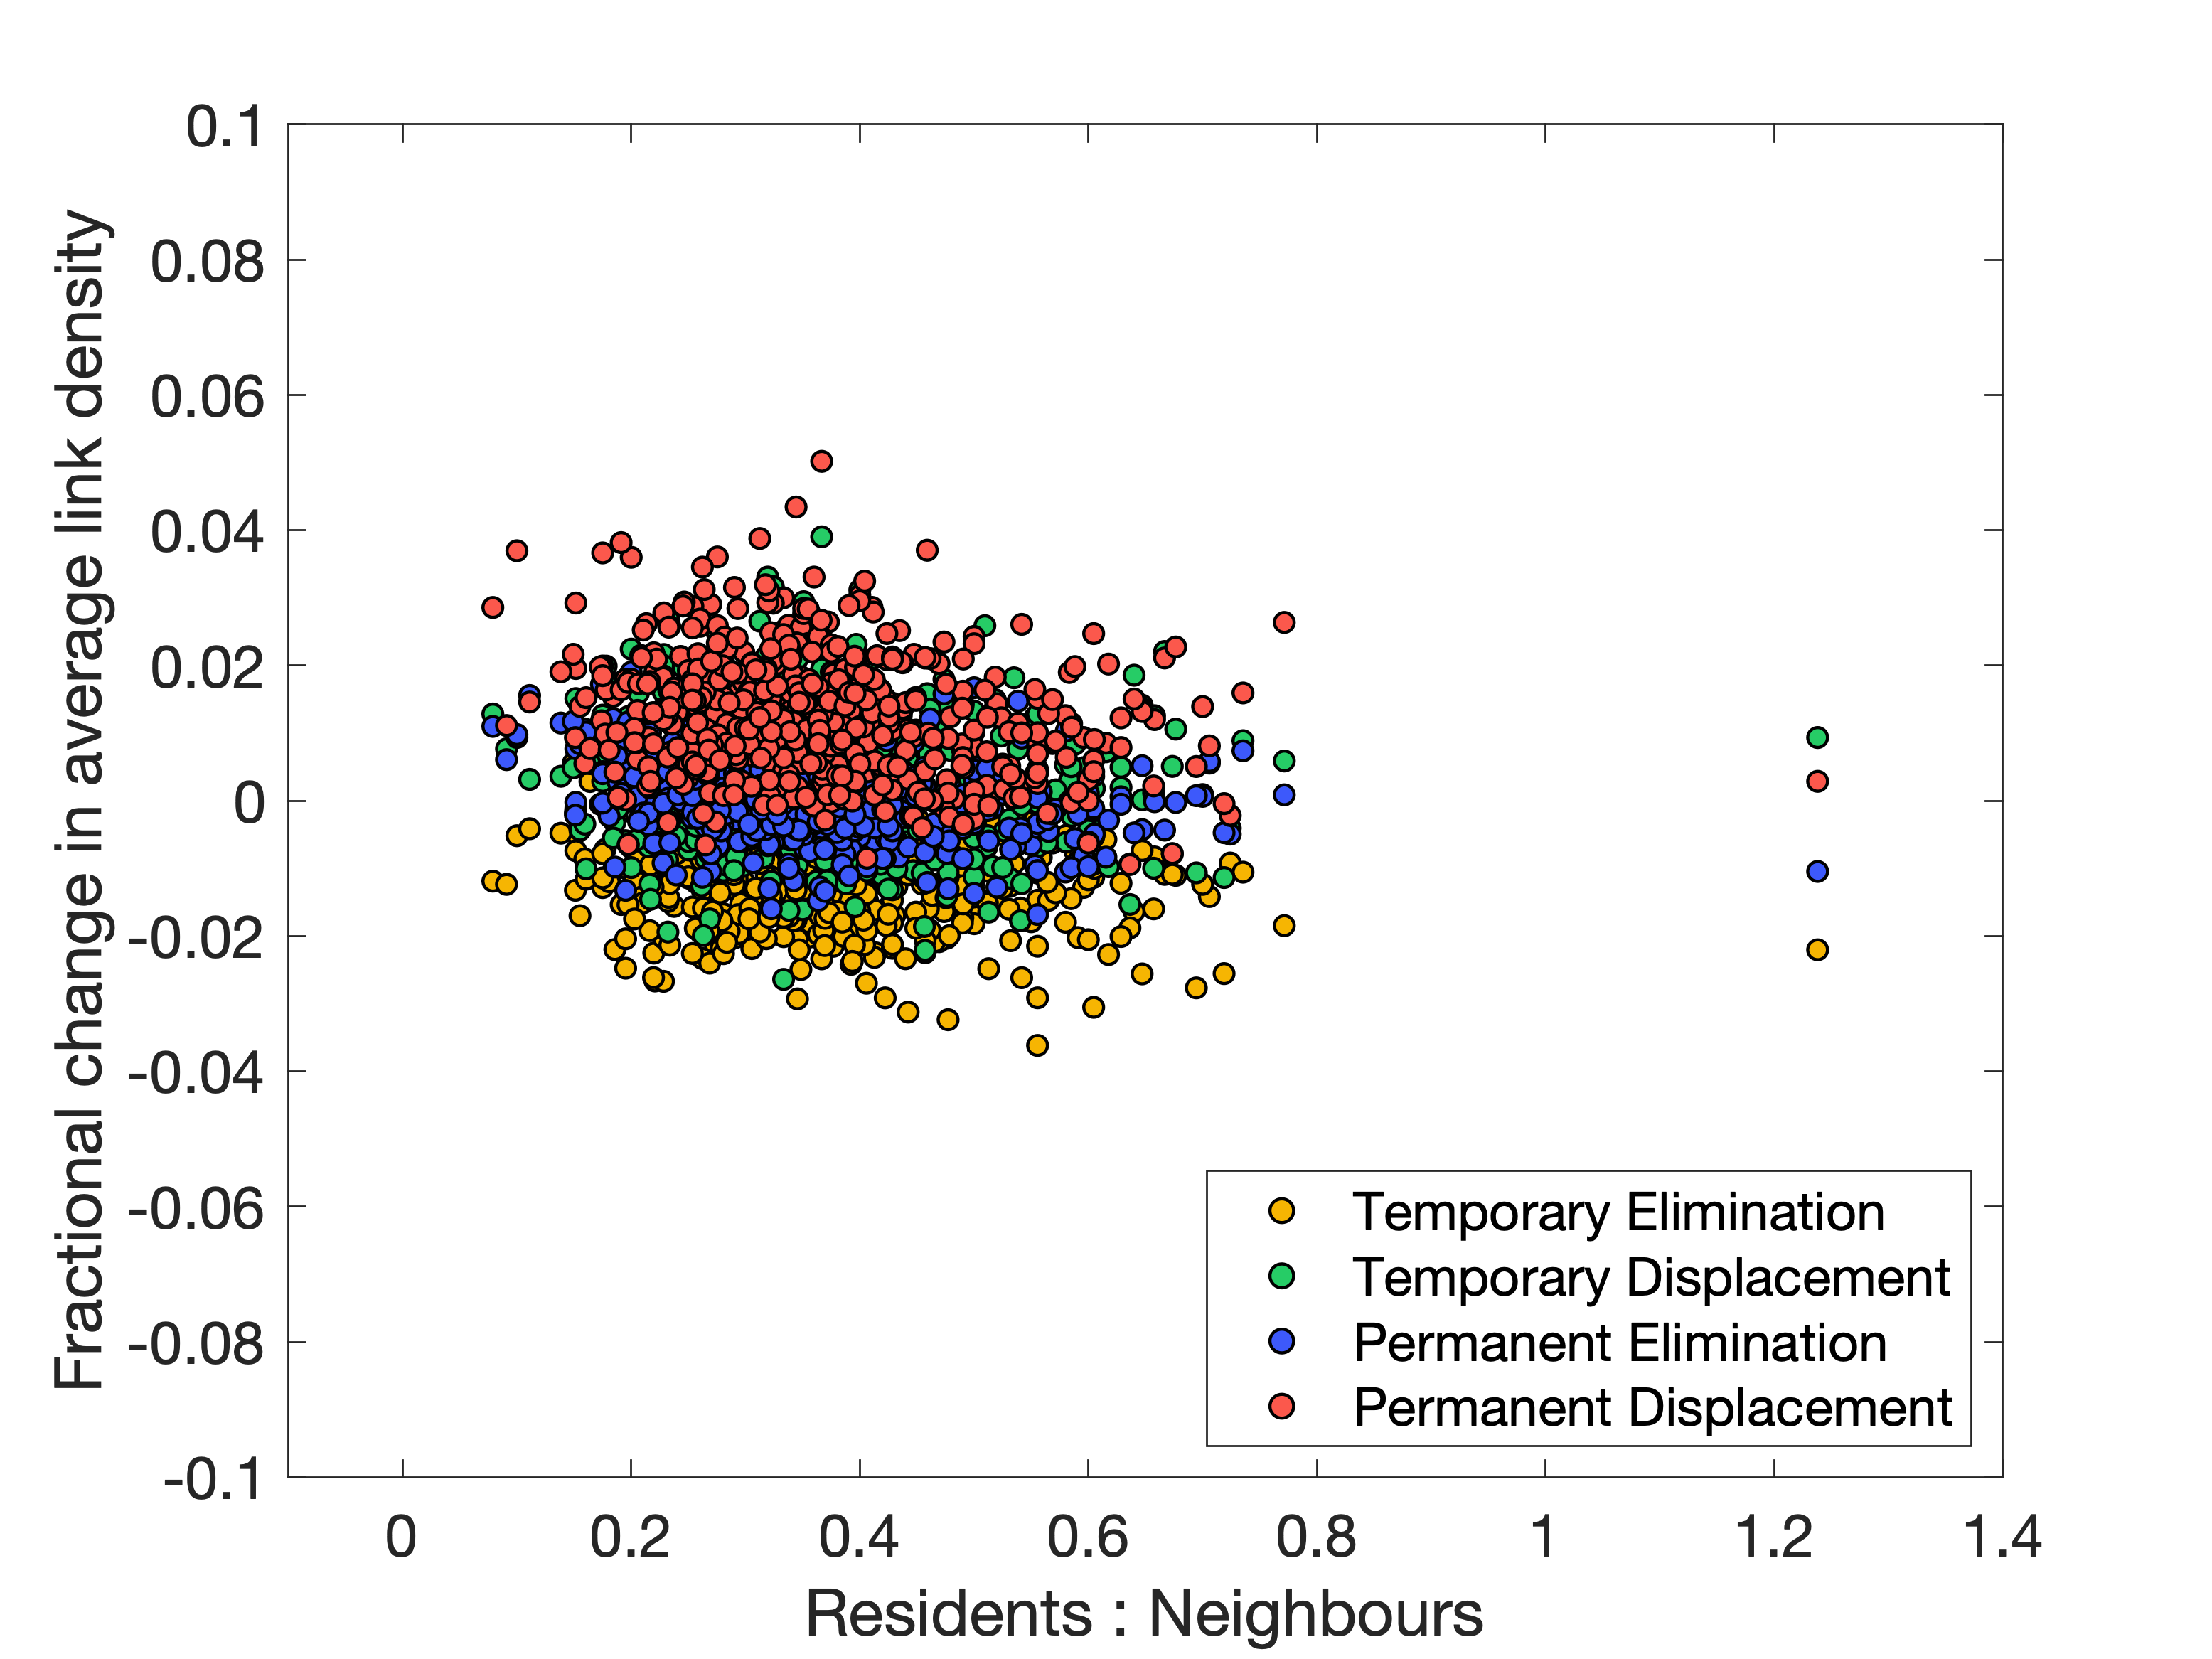 0.1
0.08
0.06
0.04
0.02
0
-0.02
-0.04
-0.06
-0.08
-0.1
Fractional change in average link density
Temporary Elimination
Temporary Displacement
Permanent Elimination
Permanent Displacement
0 0.2 0.4 0.6 0.8 1 1.2 1.4
Residents : Neighbours